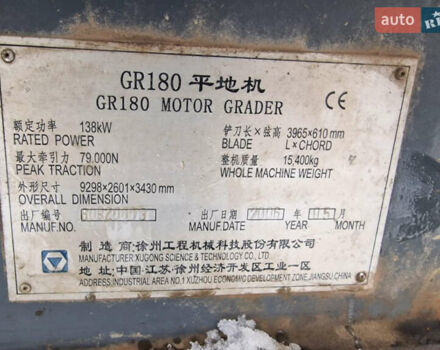 auto RIA
GR180 平地机
GR180 MOTOR GRADER
CE
额定功率 138kW 铲刀长×弦高 3965×610mm
RATED POWER BLADE L×CHORD
最大牵引力 79.000N 整机质量 15,400kg
PEAK TRACTION WHOLE MACHINE WEIGHT
外形尺寸 9298×2601×3430mm
OVERALL DIMENSION
出厂编号 出厂日期 2006 年 05 月
MANUF.NO. MANUF.DATE YEAR MONTH
制造商:徐州工程机械科技股份有限公司
MANUFACTURER XUGONG SCIENCE & TECHNOLOGY CO., LTD.
地址:中国·江苏·徐州经济开发区工业一区
ADDRESS:INDUSTRIAL AREA NO.1 XUZHOU ECONOMIC DEVELOPMENT ZONE,JIANGSU,CHINA